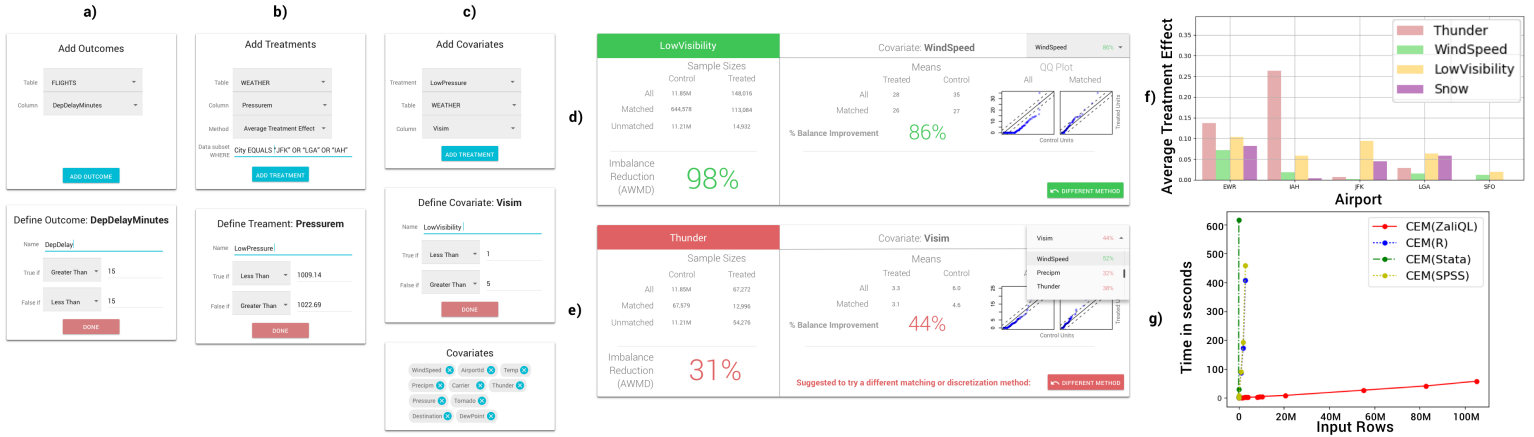 a)
Add Outcomes
Table FLIGHTS
Column DepDelayMinutes
ADD OUTCOME
Define Outcome: DepDelayMinutes
Name DepDelay
True if Greater Than 15
False if Less Than 15
DONE
b)
Add Treatments
Table WEATHER
Column Pressurem
Method Average Treatment Effect
Data subset
WHERE City EQUALS "JFK" OR "LGA" OR "IAH"
ADD TREATMENT
Define Treament: Pressurem
Name LowPressure
True if Less Than 1009.14
False if Greater Than 1022.69
DONE
c)
Add Covariates
Treatment LowPressure
Table WEATHER
Column Visim
ADD TREATMENT
Define Covariate: Visim
Name LowVisibility
True if Less Than 1
False if Greater Than 5
DONE
Covariates
WindSpeed AirportId Temp
Precipm Carrier Thunder
Pressure Tornado
Destination DewPoint
d)
LowVisibility
Sample Sizes
Control Treated
All 11.85M 148,016
Matched 644,578 113,084
Unmatched 11.21M 14,932
Imbalance
Reduction
(AWMD)
98%
Covariate: WindSpeed
WindSpeed 86%
Means
Treated Control
All 28 35
Matched 26 27
% Balance Improvement 86%
QQ Plot
All Matched
0 10 20 30
Control Units
Treated Units
DIFFERENT METHOD
e)
Thunder
Sample Sizes
Control Treated
All 11.85M 67,272
Matched 67,579 12,996
Unmatched 11.21M 54,276
Imbalance
Reduction
(AWMD)
31%
Covariate: Visim
Visim 44%
WindSpeed 52%
Precipm 32%
Thunder 38%
Means
Treated Control
All 3.3 6.0
Matched 3.1 4.6
% Balance Improvement 44%
0 5 15 25
Control Units
Treated Units
Suggested to try a different matching or discretization method:
DIFFERENT METHOD
f)
Average Treatment Effect
0.35
0.30
0.25
0.20
0.15
0.10
0.05
0.00
Thunder
WindSpeed
LowVisibility
Snow
EWR IAH JFK LGA SFO
Airport
g)
Time in seconds
600
500
400
300
200
100
0
CEM(ZaliQL)
CEM(R)
CEM(Stata)
CEM(SPSS)
0 20M 40M 60M 80M 100M
Input Rows